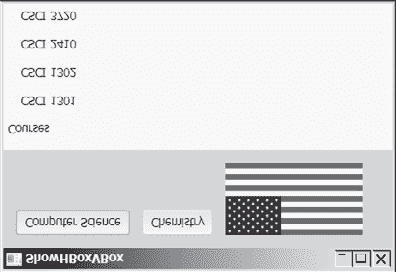 ShowHBoxVBox
Computer Science Chemistry
Courses
CSCI 1301
CSCI 1302
CSCI 2410
CSCI 3720